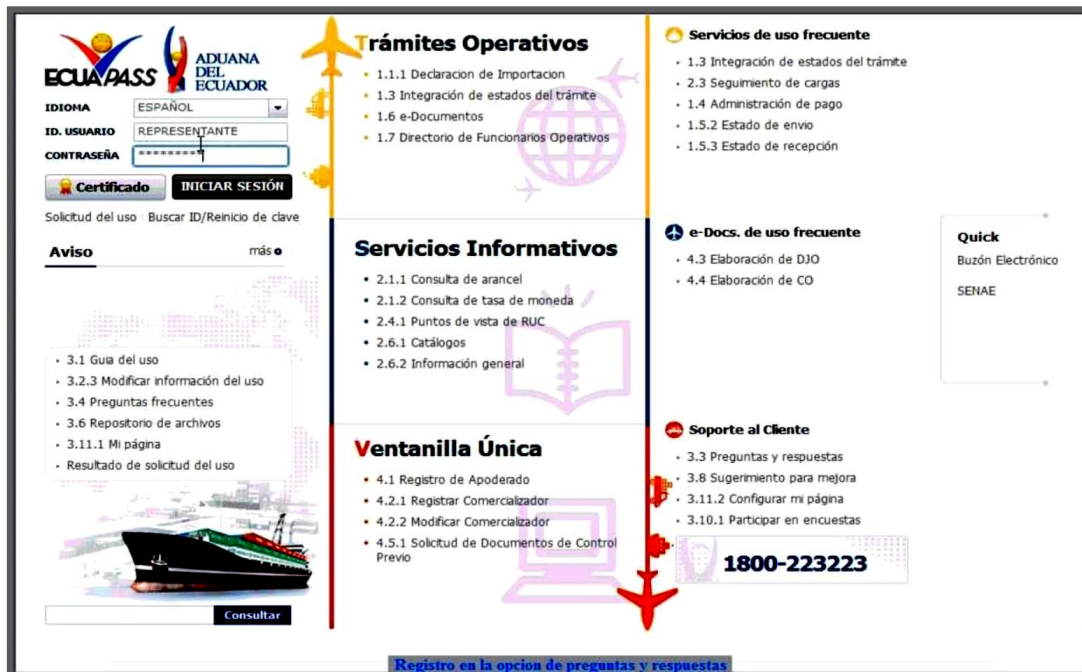 ECUAPASS
ADUANA
DEL
ECUADOR
IDIOMA
ESPAÑOL
ID. USUARIO
REPRESENTANTE
CONTRASEÑA
*********
Certificado
INICIAR SESIÓN
Solicitud del uso
Buscar ID/Reinicio de clave
Aviso
más
3.1 Guia del uso
3.2.3 Modificar información del uso
3.4 Preguntas frecuentes
3.6 Repositorio de archivos
3.11.1 Mi página
Resultado de solicitud del uso
Consultar
Trámites Operativos
1.1.1 Declaracion de Importacion
1.3 Integración de estados del trámite
1.6 e-Documentos
1.7 Directorio de Funcionarios Operativos
Servicios Informativos
2.1.1 Consulta de arancel
2.1.2 Consulta de tasa de moneda
2.4.1 Puntos de vista de RUC
2.6.1 Catálogos
2.6.2 Información general
Ventanilla Única
4.1 Registro de Apoderado
4.2.1 Registrar Comercializador
4.2.2 Modificar Comercializador
4.5.1 Solicitud de Documentos de Control
Previo
Servicios de uso frecuente
1.3 Integración de estados del trámite
2.3 Seguimiento de cargas
1.4 Administración de pago
1.5.2 Estado de envio
1.5.3 Estado de recepción
e-Docs. de uso frecuente
4.3 Elaboración de DJO
4.4 Elaboración de CO
Soporte al Cliente
3.3 Preguntas y respuestas
3.8 Sugerimiento para mejora
3.11.2 Configurar mi página
3.10.1 Participar en encuestas
1800-223223
Quick
Buzón Electrónico
SENAE
Registro en la opcion de preguntas y respuestas